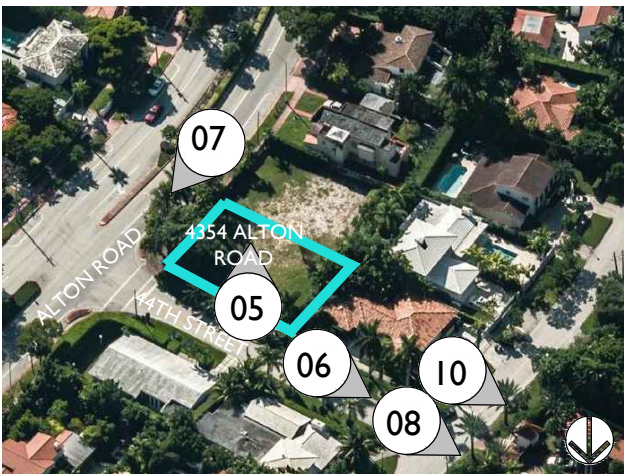 07
4354 ALTON
ROAD
ALTON ROAD
44TH STREET
05
06
10
08